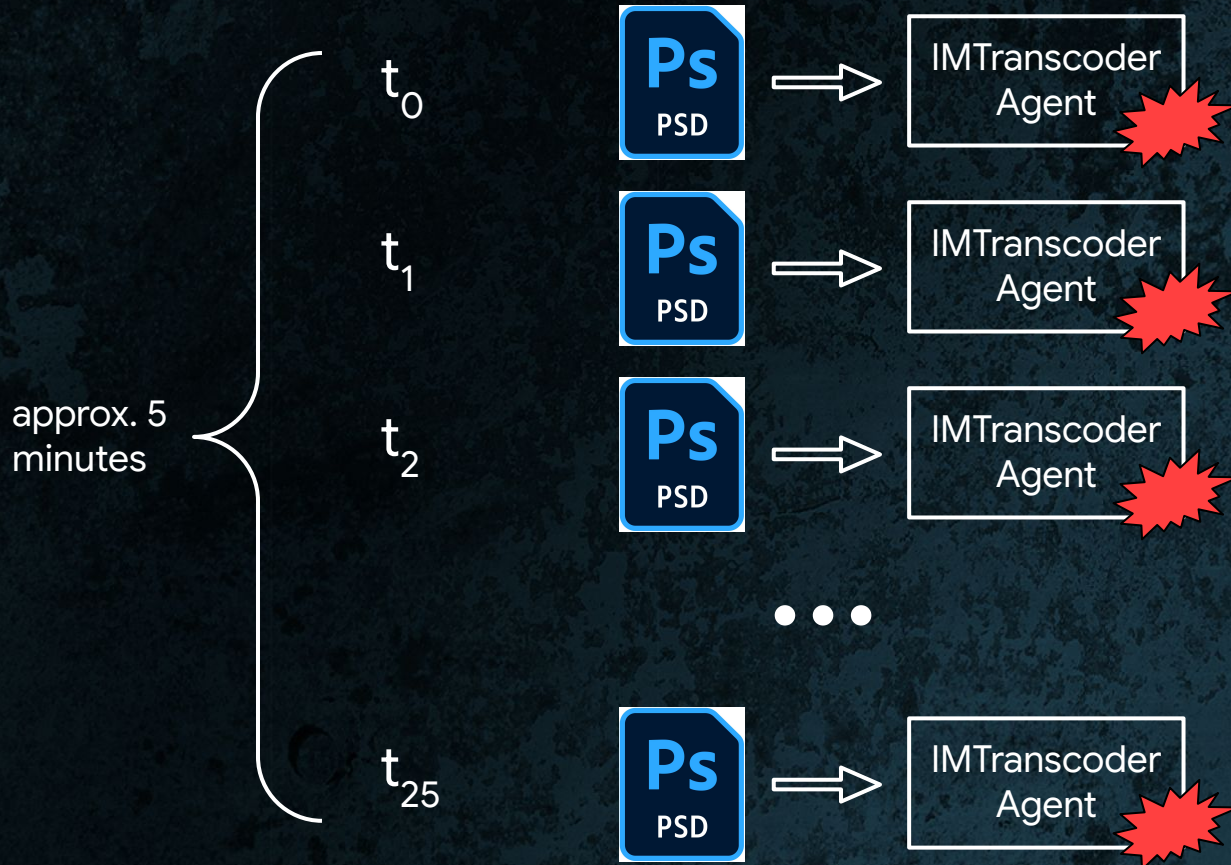 t0
Ps
PSD
IMTranscoder
Agent
t1
Ps
PSD
IMTranscoder
Agent
approx. 5
minutes
t2
Ps
PSD
IMTranscoder
Agent
t25
Ps
PSD
IMTranscoder
Agent